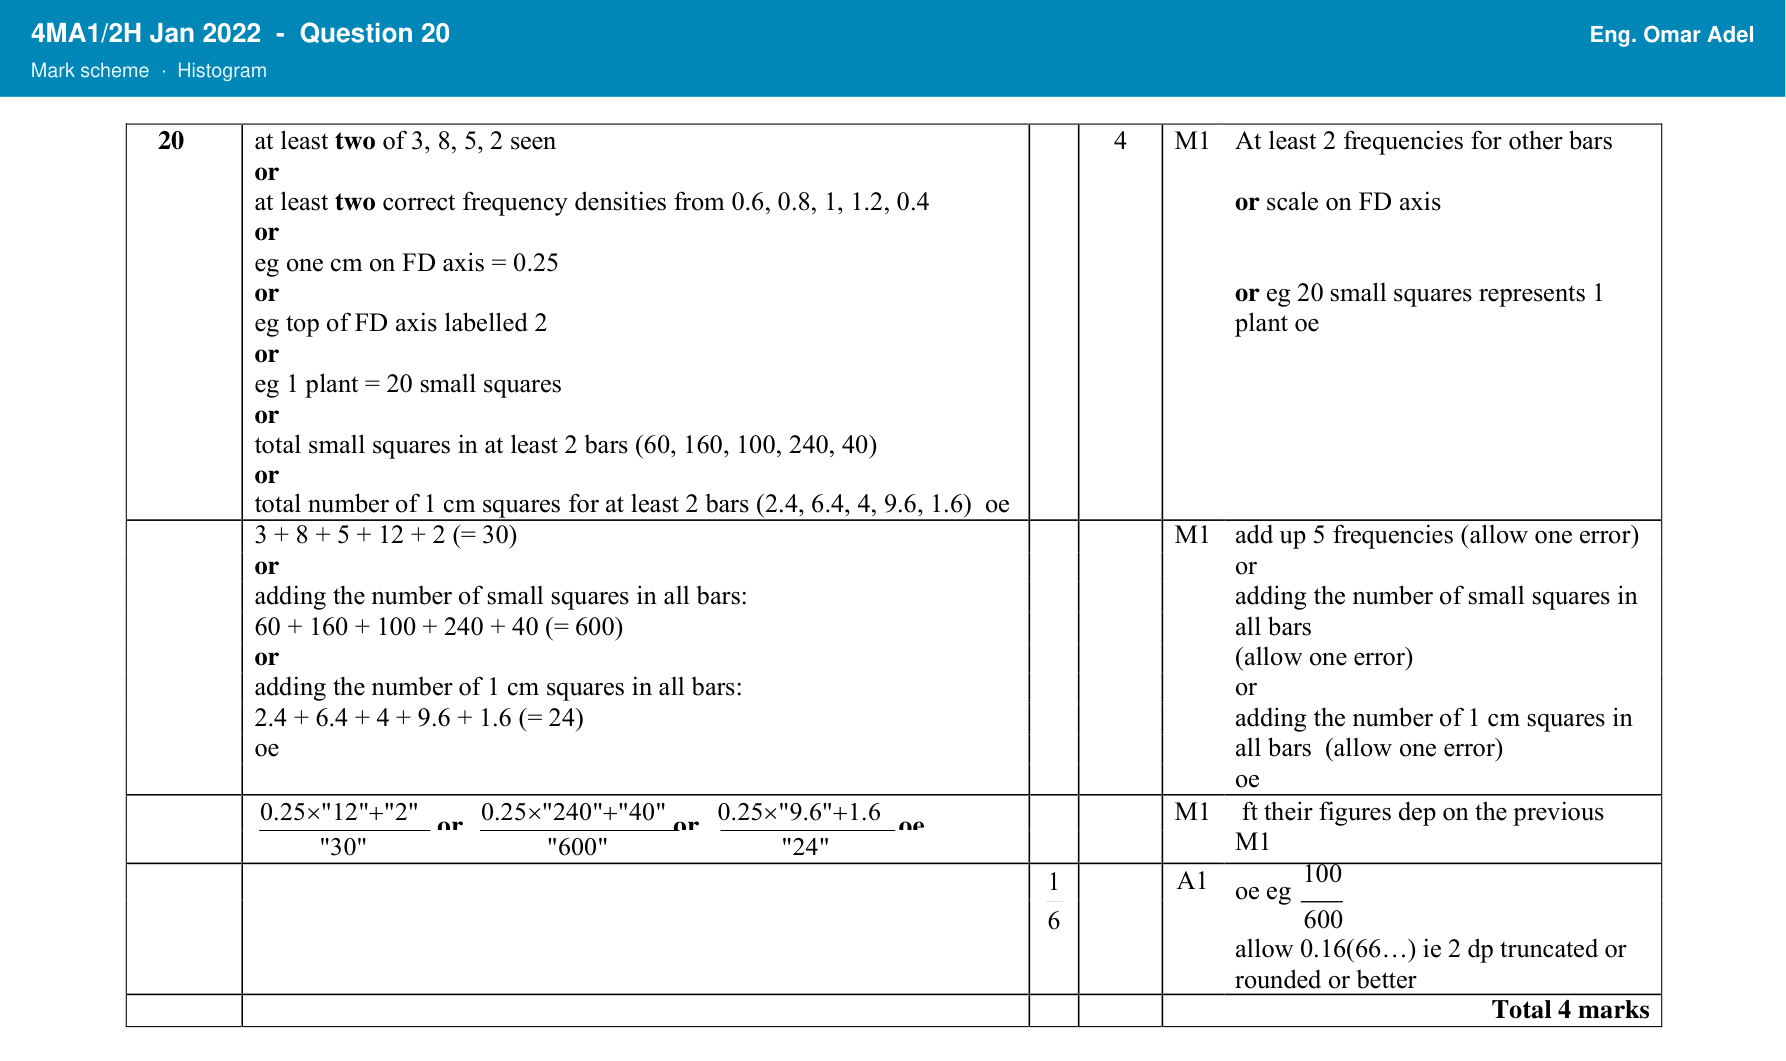 4MA1/2H Jan 2022 - Question 20
Eng. Omar Adel
Mark scheme · Histogram
20
at least two of 3, 8, 5, 2 seen
or
at least two correct frequency densities from 0.6, 0.8, 1, 1.2, 0.4
or
eg one cm on FD axis = 0.25
or
eg top of FD axis labelled 2
or
eg 1 plant = 20 small squares
or
total small squares in at least 2 bars (60, 160, 100, 240, 40)
or
total number of 1 cm squares for at least 2 bars (2.4, 6.4, 4, 9.6, 1.6) oe
4
M1 At least 2 frequencies for other bars
or scale on FD axis
or eg 20 small squares represents 1
plant oe
3 + 8 + 5 + 12 + 2 (= 30)
or
adding the number of small squares in all bars:
60 + 160 + 100 + 240 + 40 (= 600)
or
adding the number of 1 cm squares in all bars:
2.4 + 6.4 + 4 + 9.6 + 1.6 (= 24)
oe
M1 add up 5 frequencies (allow one error)
or
adding the number of small squares in
all bars
(allow one error)
or
adding the number of 1 cm squares in
all bars (allow one error)
oe
0.25×"12"+"2" or 0.25×"240"+"40" or 0.25×"9.6"+1.6 oe
"30" "600" "24"
M1 ft their figures dep on the previous
M1
1
6
A1 oe eg 100
600
allow 0.16(66…) ie 2 dp truncated or
rounded or better
Total 4 marks